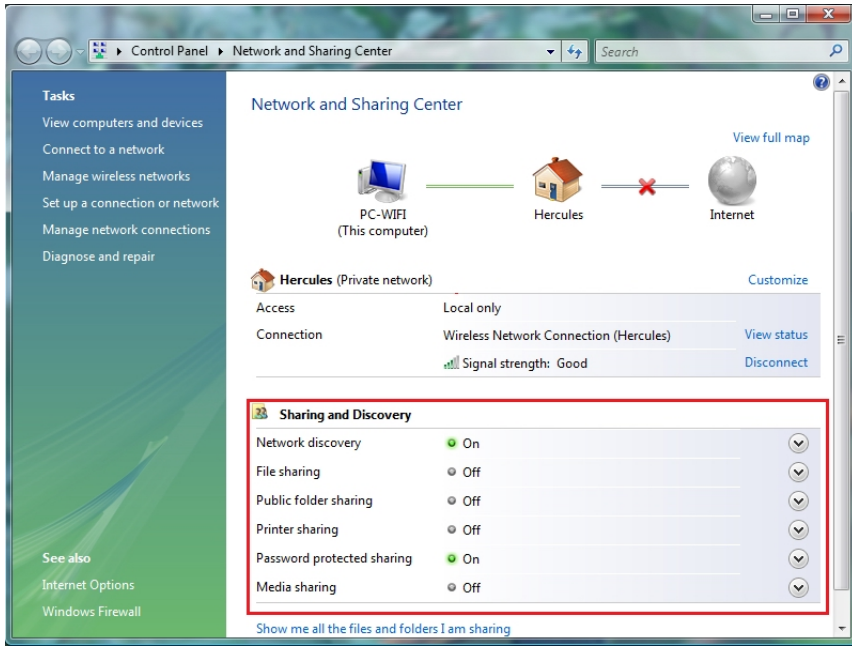 Control Panel ▸ Network and Sharing Center
Search
Tasks
View computers and devices
Connect to a network
Manage wireless networks
Set up a connection or network
Manage network connections
Diagnose and repair
See also
Internet Options
Windows Firewall
Network and Sharing Center
View full map
PC-WIFI
(This computer)
Hercules
Internet
Hercules (Private network)
Customize
Access Local only
Connection Wireless Network Connection (Hercules) View status
Signal strength: Good Disconnect
Sharing and Discovery
Network discovery On
File sharing Off
Public folder sharing Off
Printer sharing Off
Password protected sharing On
Media sharing Off
Show me all the files and folders I am sharing